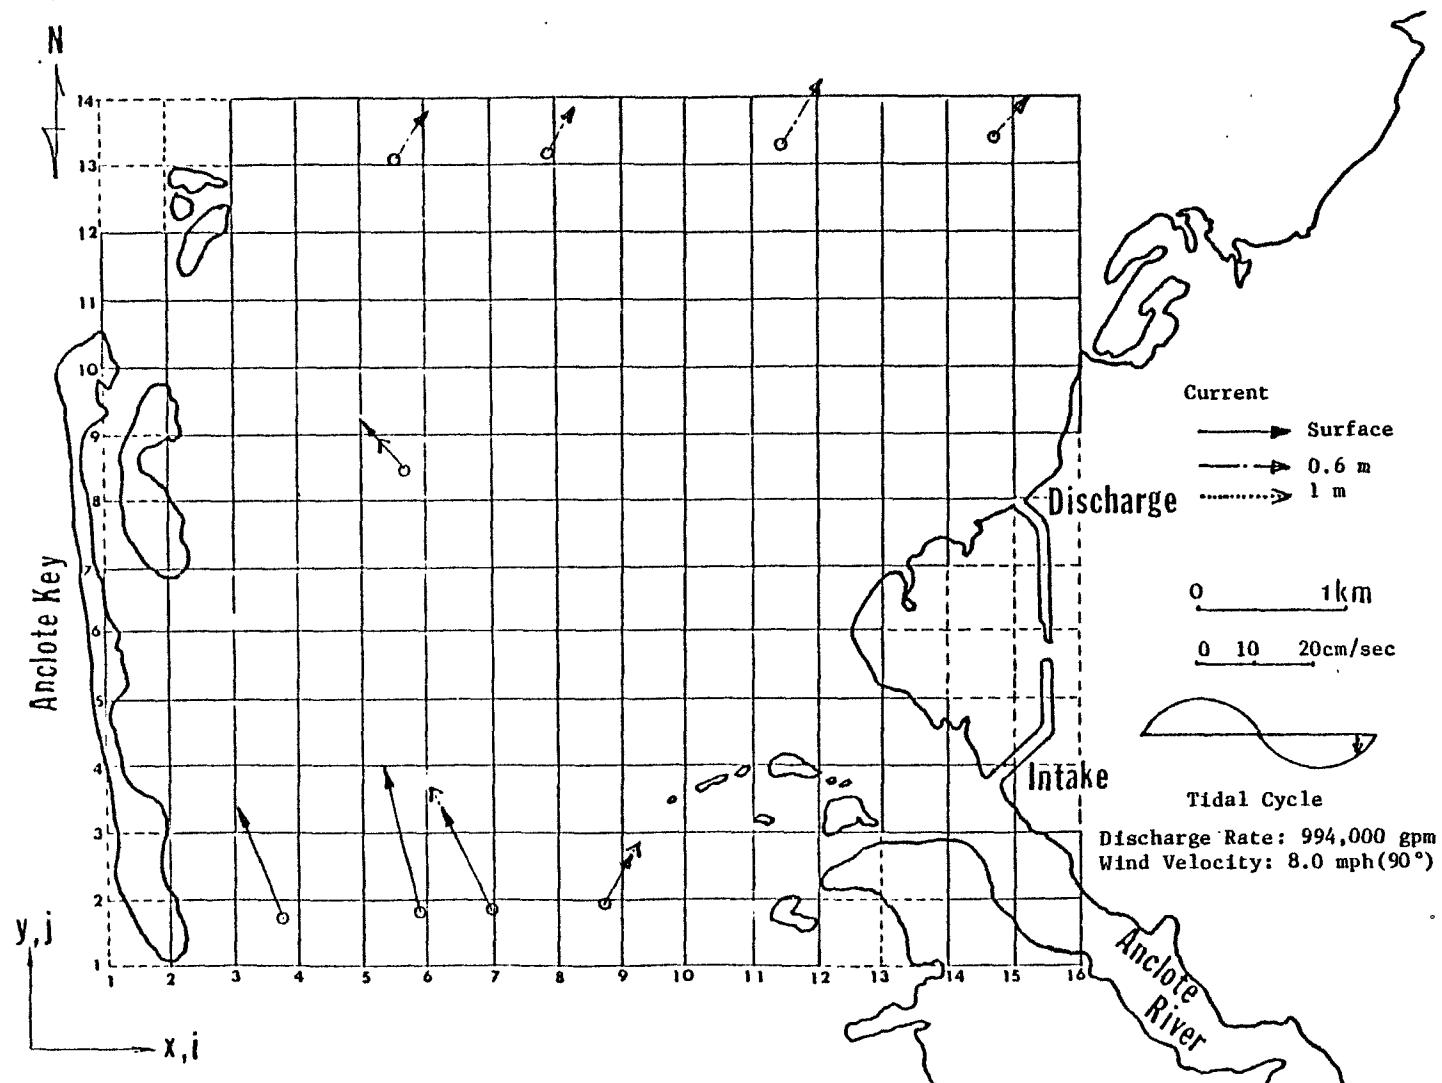 N
14
13
12
11
10
9
8
7
6
5
4
3
2
1
1 2 3 4 5 6 7 8 9 10 11 12 13 14 15 16
y,j
x,i
Anclote Key
Discharge
Intake
Anclote
River
Current
Surface
0.6 m
1 m
0 1km
0 10 20cm/sec
Tidal Cycle
Discharge Rate: 994,000 gpm
Wind Velocity: 8.0 mph(90°)